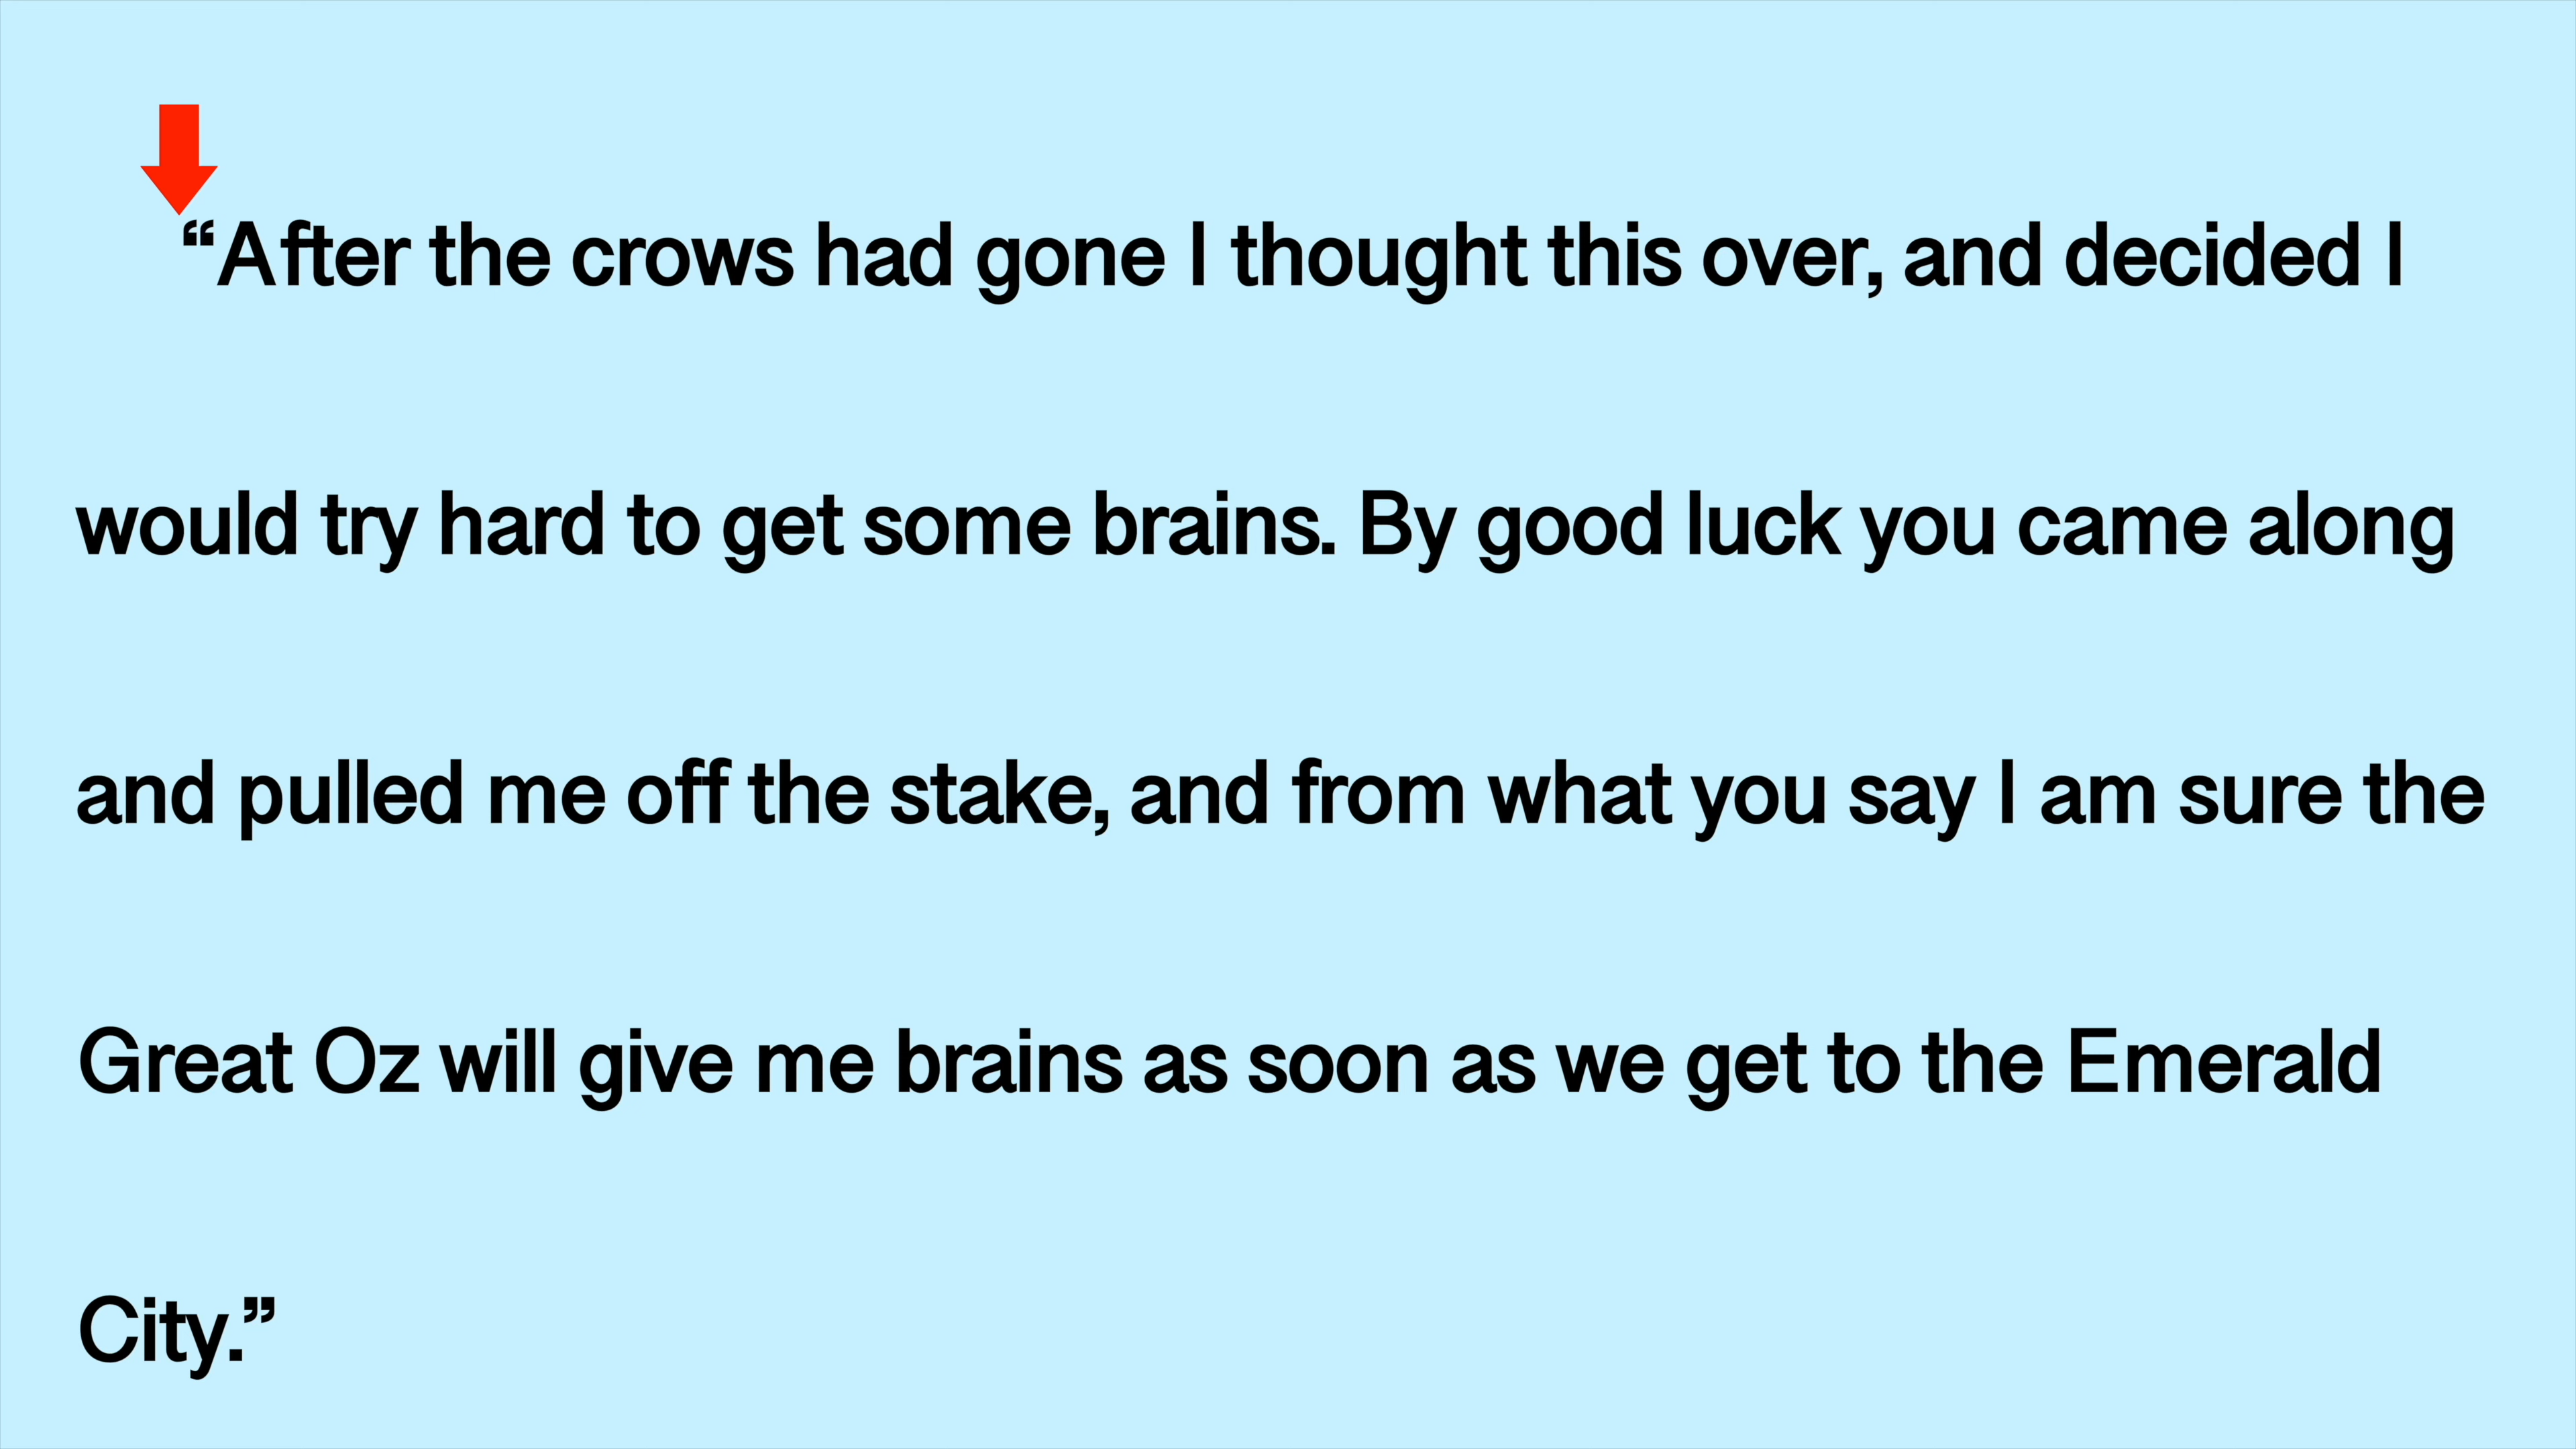 “After the crows had gone I thought this over, and decided I
would try hard to get some brains. By good luck you came along
and pulled me off the stake, and from what you say I am sure the
Great Oz will give me brains as soon as we get to the Emerald
City.”